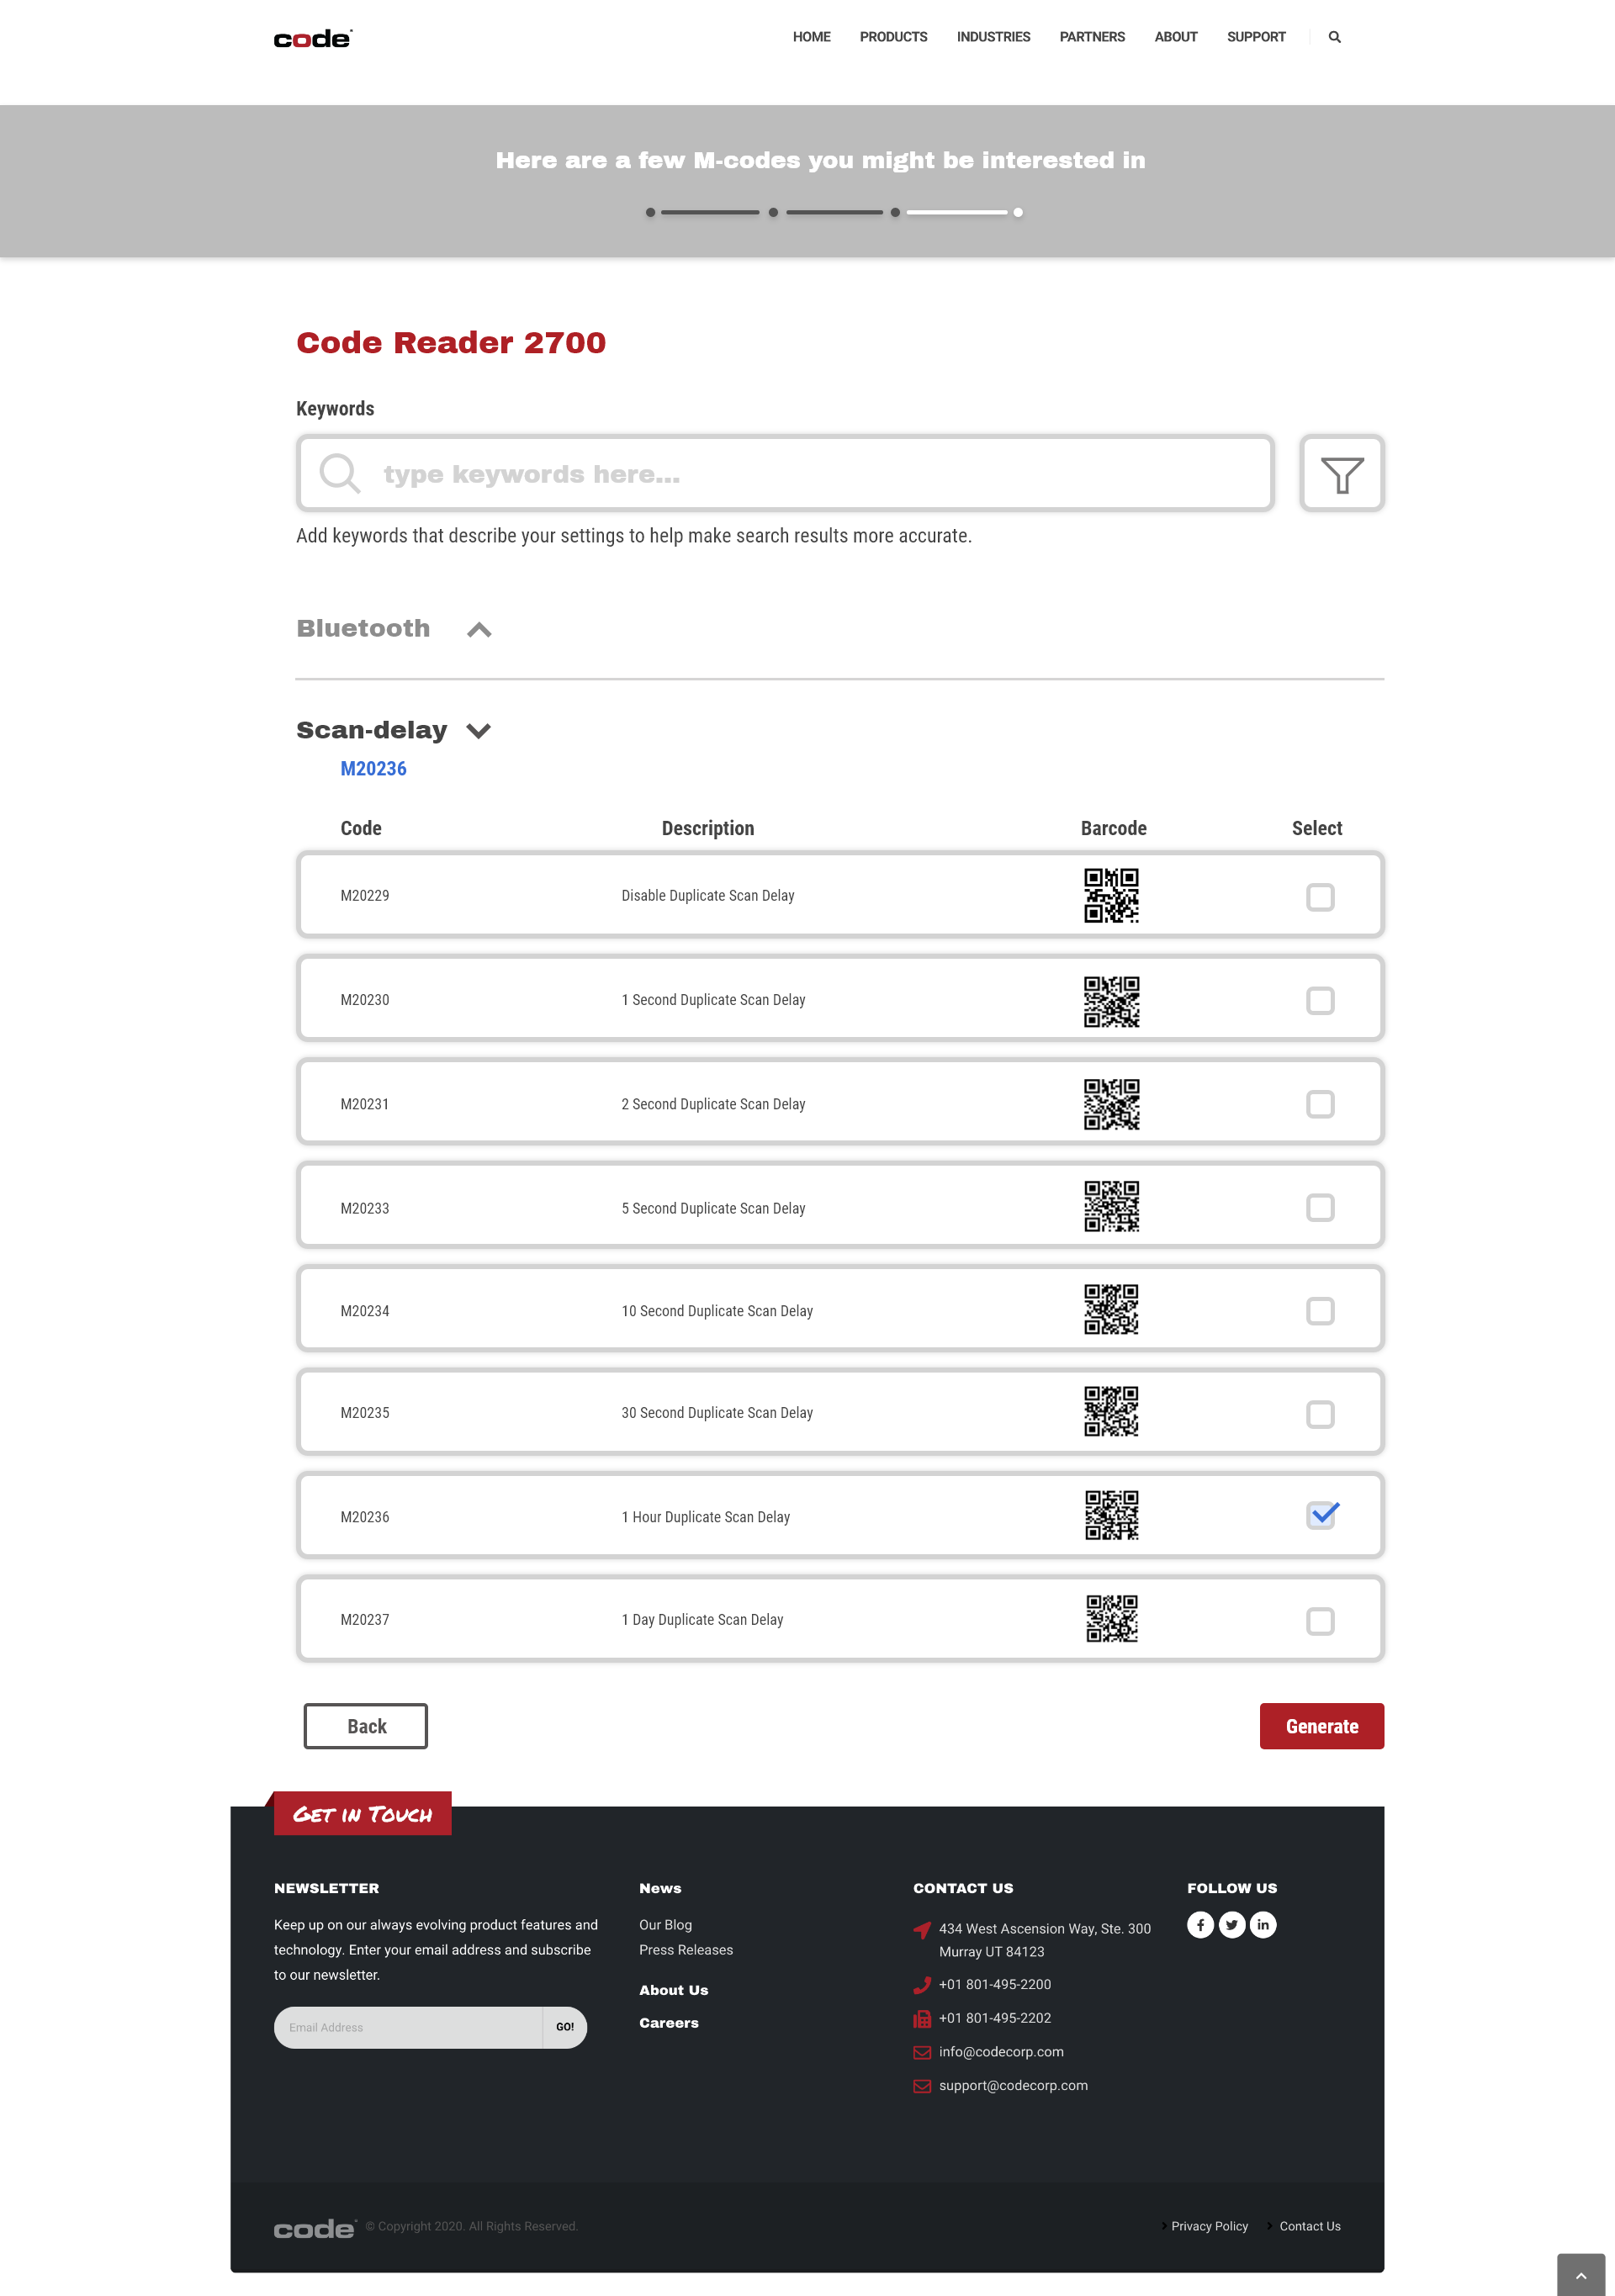 code
HOME PRODUCTS INDUSTRIES PARTNERS ABOUT SUPPORT
Here are a few M-codes you might be interested in
Code Reader 2700
Keywords
type keywords here...
Add keywords that describe your settings to help make search results more accurate.
Bluetooth
Scan-delay
M20236
Code Description Barcode Select
M20229 Disable Duplicate Scan Delay
M20230 1 Second Duplicate Scan Delay
M20231 2 Second Duplicate Scan Delay
M20233 5 Second Duplicate Scan Delay
M20234 10 Second Duplicate Scan Delay
M20235 30 Second Duplicate Scan Delay
M20236 1 Hour Duplicate Scan Delay
M20237 1 Day Duplicate Scan Delay
Back Generate
Get in Touch
NEWSLETTER
Keep up on our always evolving product features and
technology. Enter your email address and subscribe
to our newsletter.
Email Address GO!
News
Our Blog
Press Releases
About Us
Careers
CONTACT US
434 West Ascension Way, Ste. 300
Murray UT 84123
+01 801-495-2200
+01 801-495-2202
info@codecorp.com
support@codecorp.com
FOLLOW US
code © Copyright 2020. All Rights Reserved.
Privacy Policy Contact Us